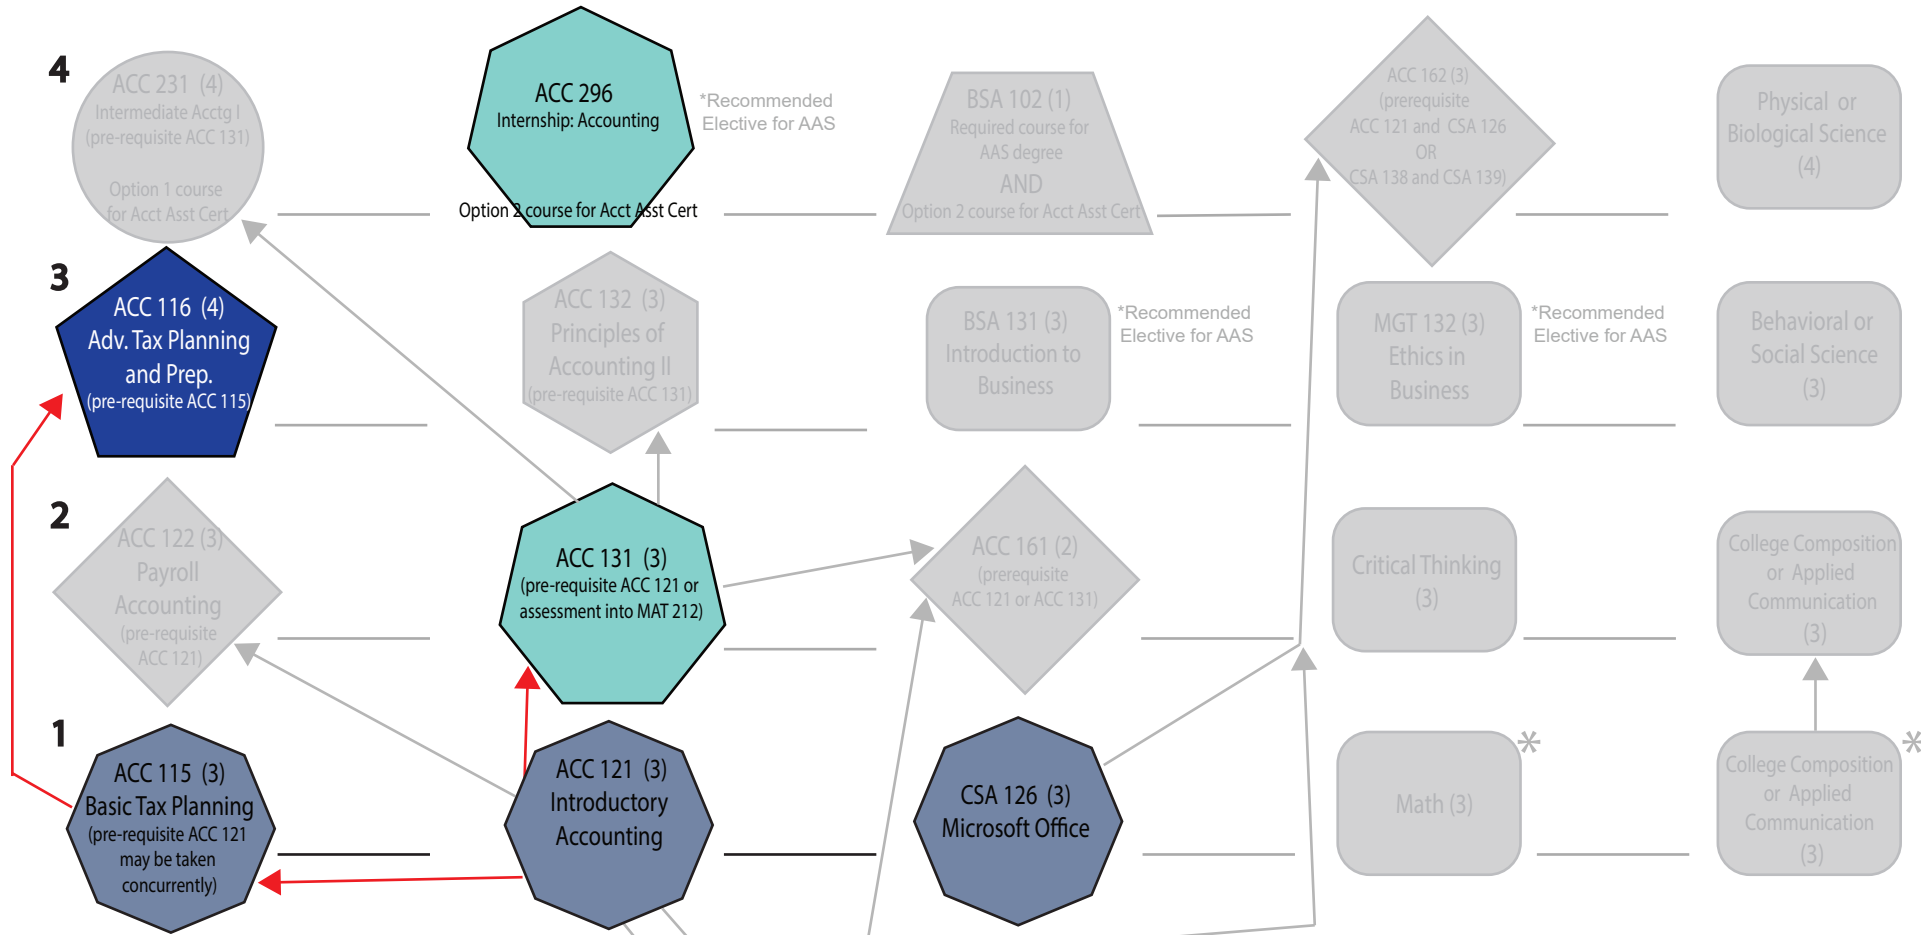 4
ACC 231 (4)
Intermediate Acctg I
(pre-requisite ACC 131)
Option 1 course
for Acct Asst Cert
ACC 296
Internship: Accounting
Option 2 course for Acct Asst Cert
*Recommended
Elective for AAS
BSA 102 (1)
Required course for
AAS degree
AND
Option 2 course for Acct Asst Cert
ACC 162 (3)
(prerequisite
ACC 121 and CSA 126
OR
CSA 138 and CSA 139)
Physical or
Biological Science
(4)
3
ACC 116 (4)
Adv. Tax Planning
and Prep.
(pre-requisite ACC 115)
ACC 132 (3)
Principles of
Accounting II
(pre-requisite ACC 131)
BSA 131 (3)
Introduction to
Business
*Recommended
Elective for AAS
MGT 132 (3)
Ethics in
Business
*Recommended
Elective for AAS
Behavioral or
Social Science
(3)
2
ACC 122 (3)
Payroll
Accounting
(pre-requisite
ACC 121)
ACC 131 (3)
(pre-requisite ACC 121 or
assessment into MAT 212)
ACC 161 (2)
(prerequisite
ACC 121 or ACC 131)
Critical Thinking
(3)
College Composition
or Applied
Communication
(3)
1
ACC 115 (3)
Basic Tax Planning
(pre-requisite ACC 121
may be taken
concurrently)
ACC 121 (3)
Introductory
Accounting
CSA 126 (3)
Microsoft Office
Math (3)
*
College Composition
or Applied
Communication
(3)
*